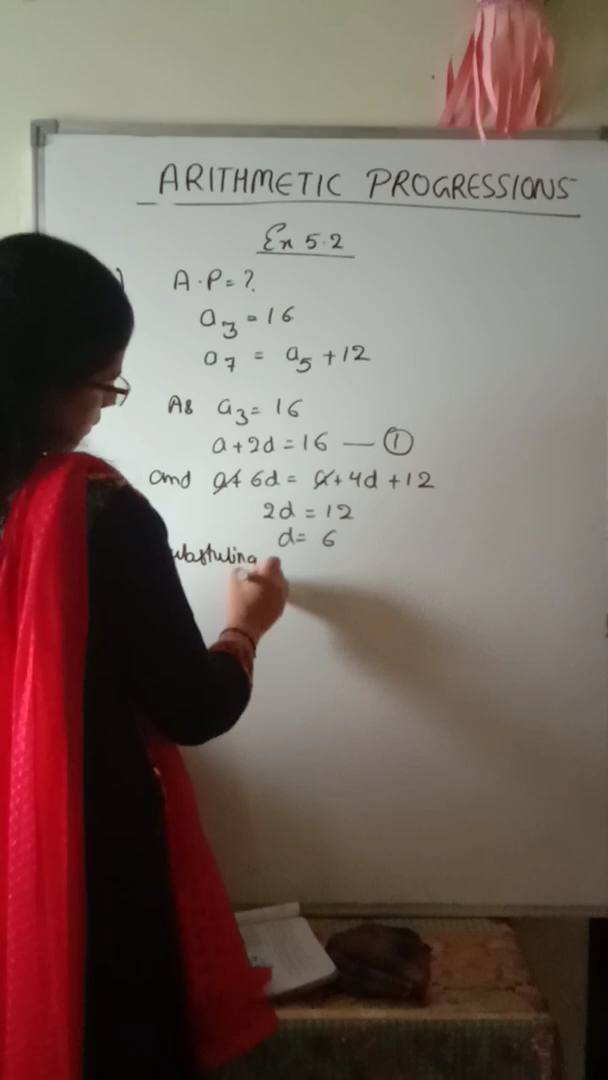 ARITHMETIC PROGRESSIONS
Ex 5.2
A.P = ?
a₃ = 16
a₇ = a₅ + 12
As a₃ = 16
a + 2d = 16 — ①
and a + 6d = a + 4d + 12
2d = 12
d = 6